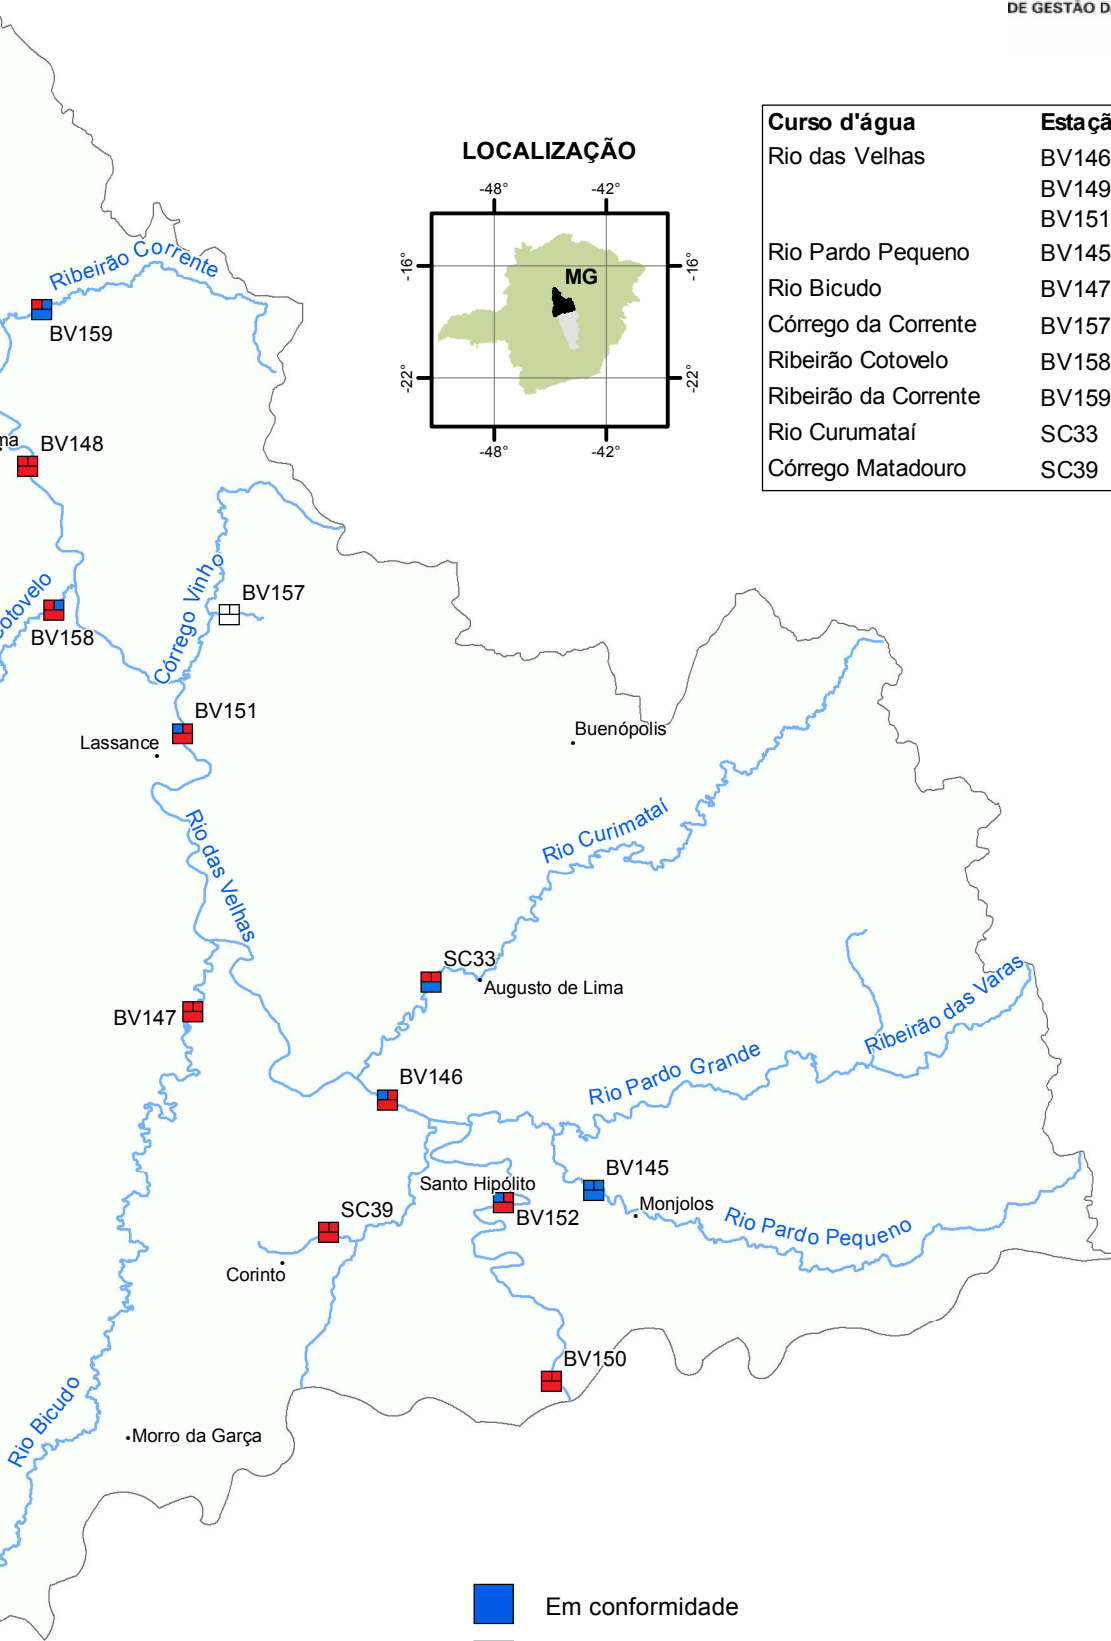 DE GESTÃO D
LOCALIZAÇÃO
-48°
-42°
-16°
-16°
MG
-22°
-22°
-48°
-42°
Curso d'água Estaçã
Rio das Velhas BV146
BV149
BV151
Rio Pardo Pequeno BV145
Rio Bicudo BV147
Córrego da Corrente BV157
Ribeirão Cotovelo BV158
Ribeirão da Corrente BV159
Rio Curumataí SC33
Córrego Matadouro SC39
Ribeirão Corrente
BV159
ma
BV148
Córrego Vinho
BV157
Cotovelo
BV158
BV151
Lassance
Buenópolis
Rio das Velhas
Rio Curimataí
SC33
Augusto de Lima
Ribeirão das Varas
BV147
Rio Pardo Grande
BV146
BV145
Santo Hipólito
Monjolos
BV152
SC39
Rio Pardo Pequeno
Corinto
BV150
Rio Bicudo
Morro da Garça
Em conformidade